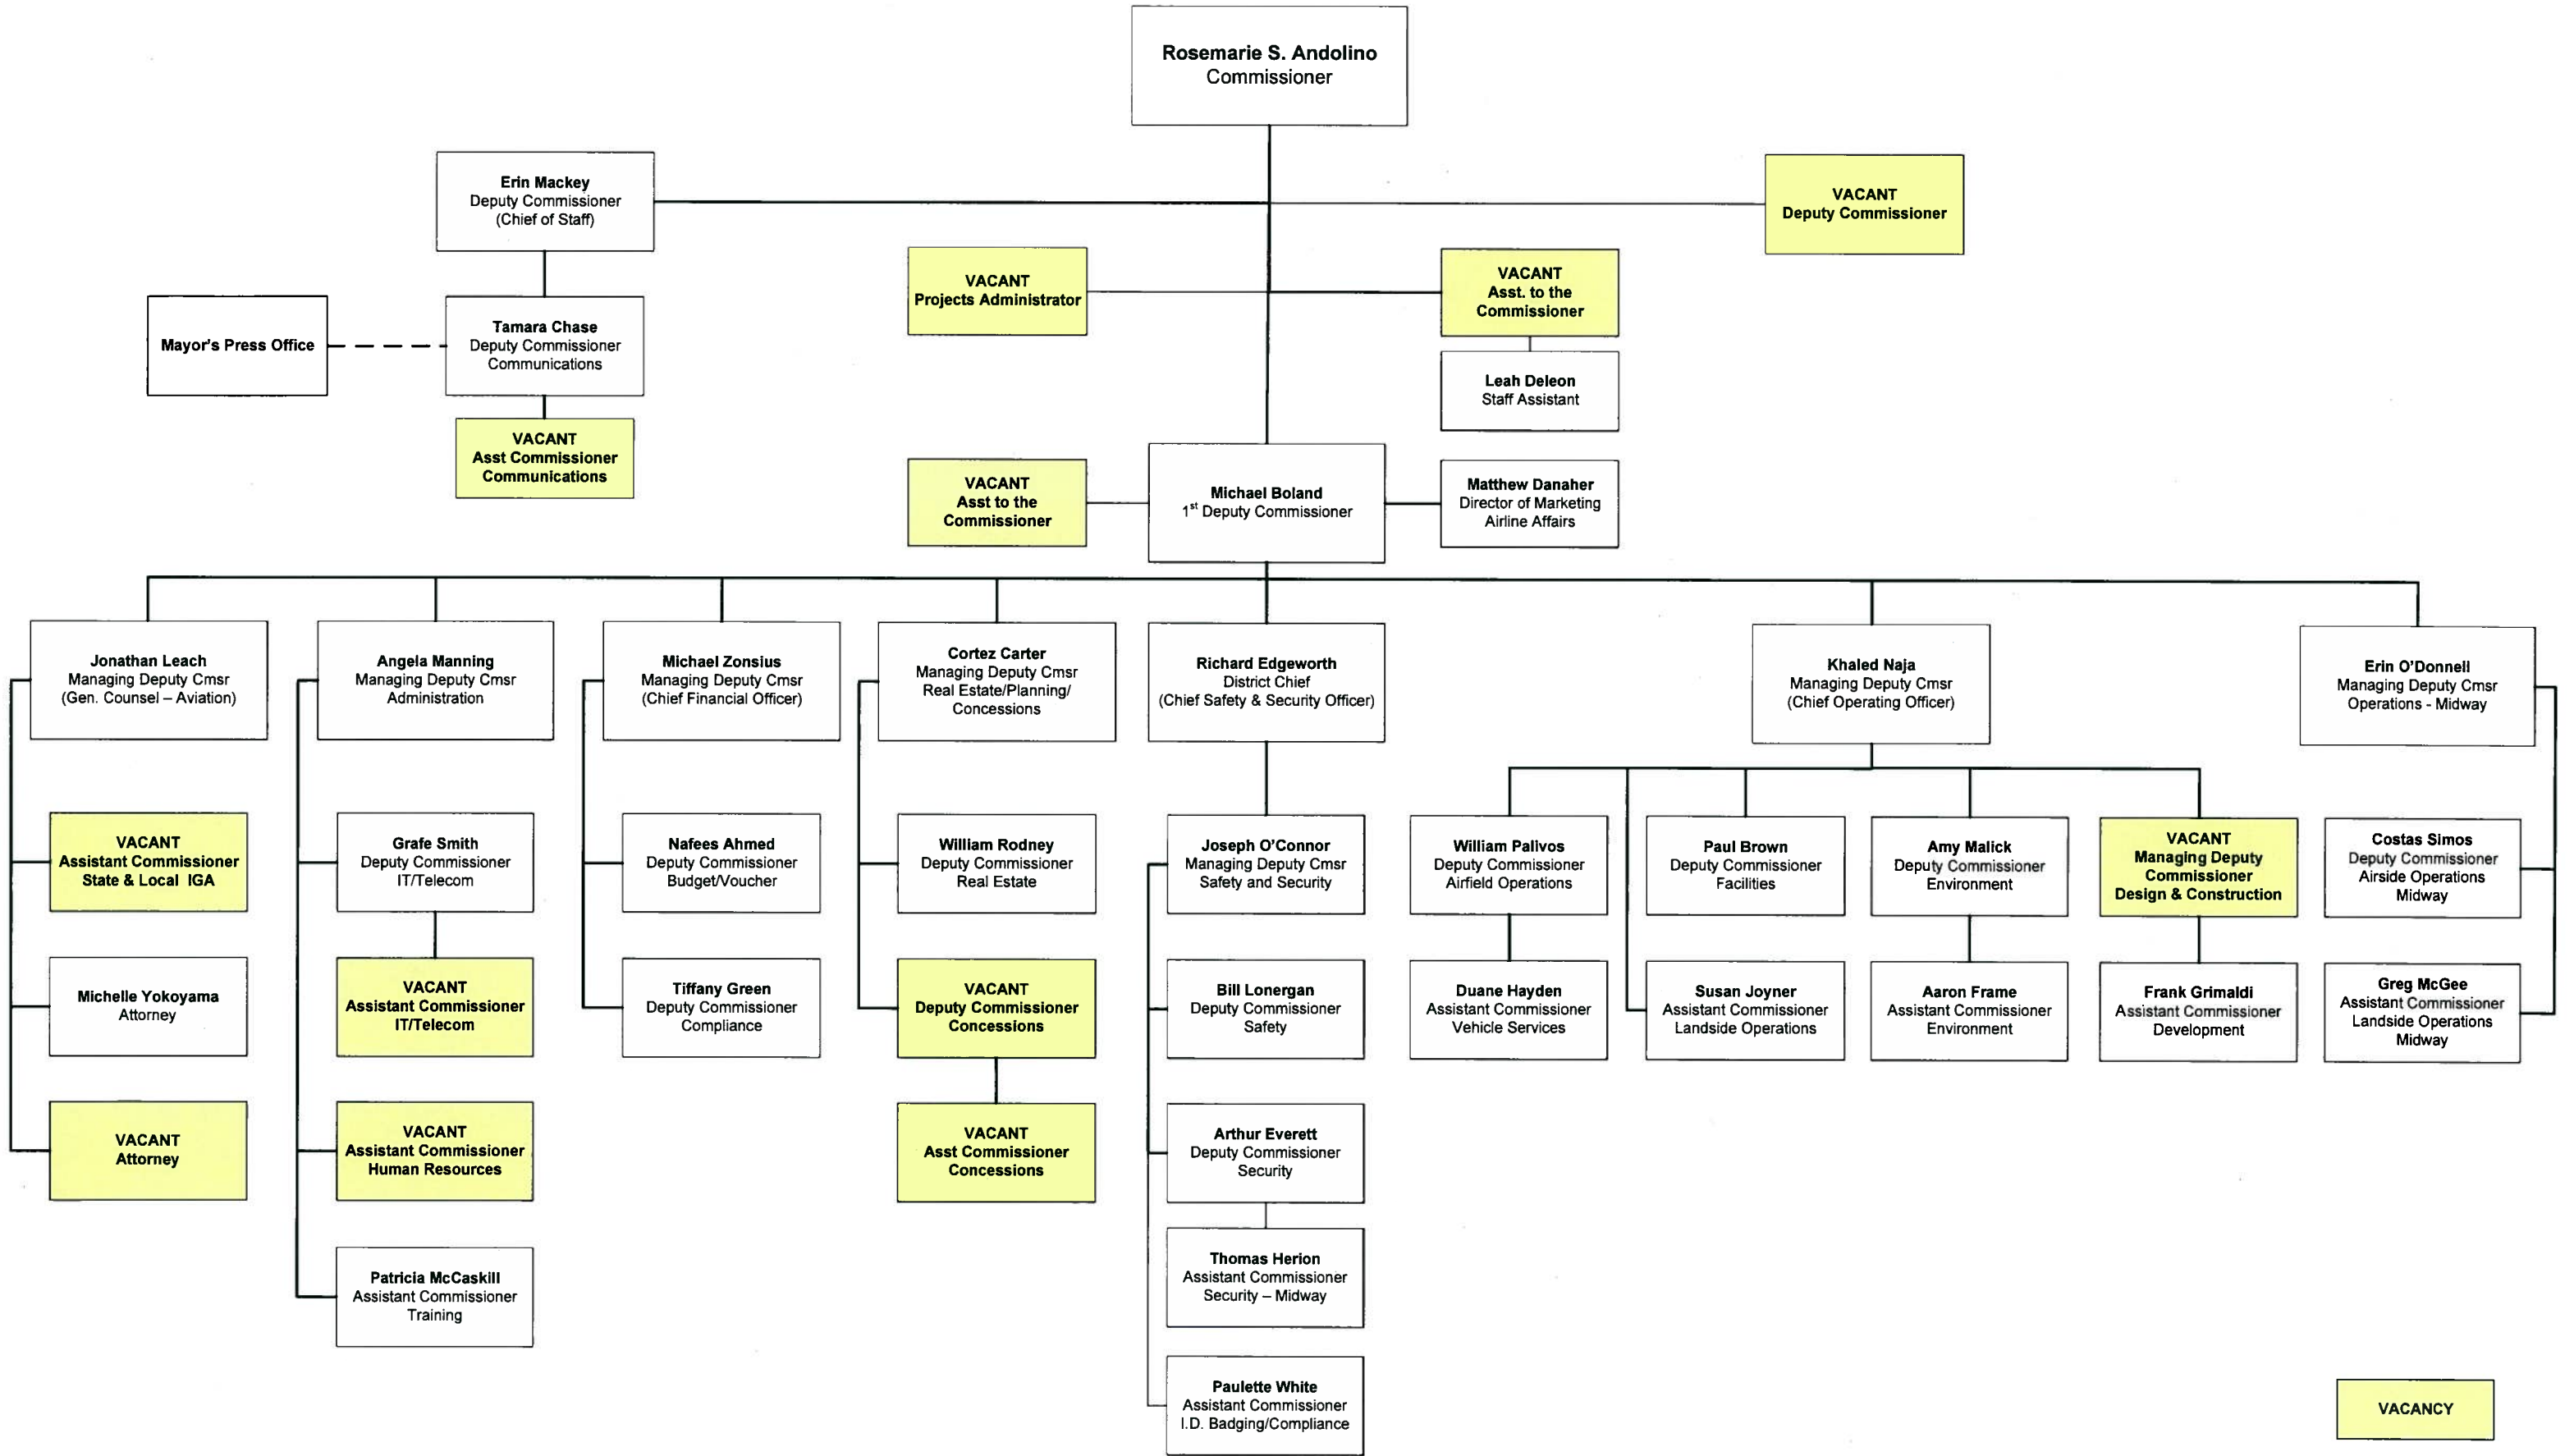 Rosemarie S. Andolino
Commissioner
Erin Mackey
Deputy Commissioner
(Chief of Staff)
VACANT
Deputy Commissioner
VACANT
Projects Administrator
VACANT
Asst. to the
Commissioner
Mayor's Press Office
Tamara Chase
Deputy Commissioner
Communications
Leah Deleon
Staff Assistant
VACANT
Asst Commissioner
Communications
VACANT
Asst to the
Commissioner
Michael Boland
1st Deputy Commissioner
Matthew Danaher
Director of Marketing
Airline Affairs
Jonathan Leach
Managing Deputy Cmsr
(Gen. Counsel – Aviation)
Angela Manning
Managing Deputy Cmsr
Administration
Michael Zonsius
Managing Deputy Cmsr
(Chief Financial Officer)
Cortez Carter
Managing Deputy Cmsr
Real Estate/Planning/
Concessions
Richard Edgeworth
District Chief
(Chief Safety & Security Officer)
Khaled Naja
Managing Deputy Cmsr
(Chief Operating Officer)
Erin O'Donnell
Managing Deputy Cmsr
Operations - Midway
VACANT
Assistant Commissioner
State & Local IGA
Grafe Smith
Deputy Commissioner
IT/Telecom
Nafees Ahmed
Deputy Commissioner
Budget/Voucher
William Rodney
Deputy Commissioner
Real Estate
Joseph O'Connor
Managing Deputy Cmsr
Safety and Security
William Palivos
Deputy Commissioner
Airfield Operations
Paul Brown
Deputy Commissioner
Facilities
Amy Malick
Deputy Commissioner
Environment
VACANT
Managing Deputy
Commissioner
Design & Construction
Costas Simos
Deputy Commissioner
Airside Operations
Midway
Michelle Yokoyama
Attorney
VACANT
Assistant Commissioner
IT/Telecom
Tiffany Green
Deputy Commissioner
Compliance
VACANT
Deputy Commissioner
Concessions
Bill Lonergan
Deputy Commissioner
Safety
Duane Hayden
Assistant Commissioner
Vehicle Services
Susan Joyner
Assistant Commissioner
Landside Operations
Aaron Frame
Assistant Commissioner
Environment
Frank Grimaldi
Assistant Commissioner
Development
Greg McGee
Assistant Commissioner
Landside Operations
Midway
VACANT
Attorney
VACANT
Assistant Commissioner
Human Resources
VACANT
Asst Commissioner
Concessions
Arthur Everett
Deputy Commissioner
Security
Patricia McCaskill
Assistant Commissioner
Training
Thomas Herion
Assistant Commissioner
Security – Midway
Paulette White
Assistant Commissioner
I.D. Badging/Compliance
VACANCY